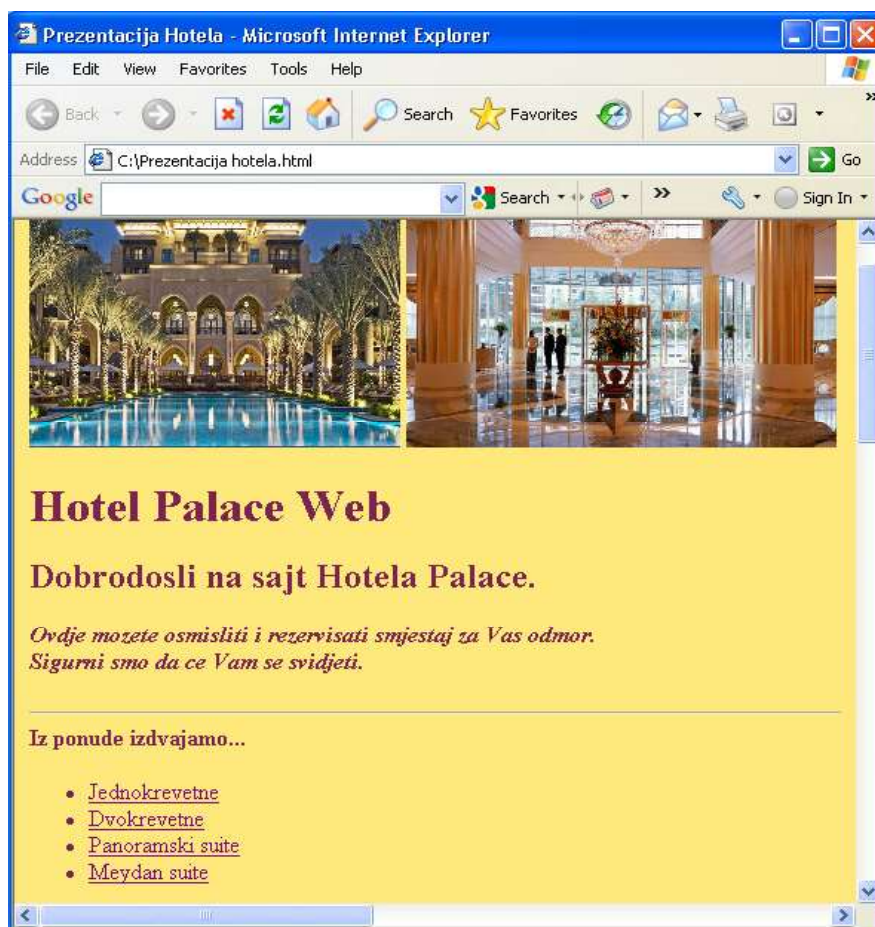 Prezentacija Hotela - Microsoft Internet Explorer
File Edit View Favorites Tools Help
Back Search Favorites »
Address C:\Prezentacija hotela.html Go
Google Search » Sign In
Hotel Palace Web
Dobrodosli na sajt Hotela Palace.
Ovdje mozete osmisliti i rezervisati smjestaj za Vas odmor.
Sigurni smo da ce Vam se svidjeti.
Iz ponude izdvajamo...
• Jednokrevetne
• Dvokrevetne
• Panoramski suite
• Meydan suite